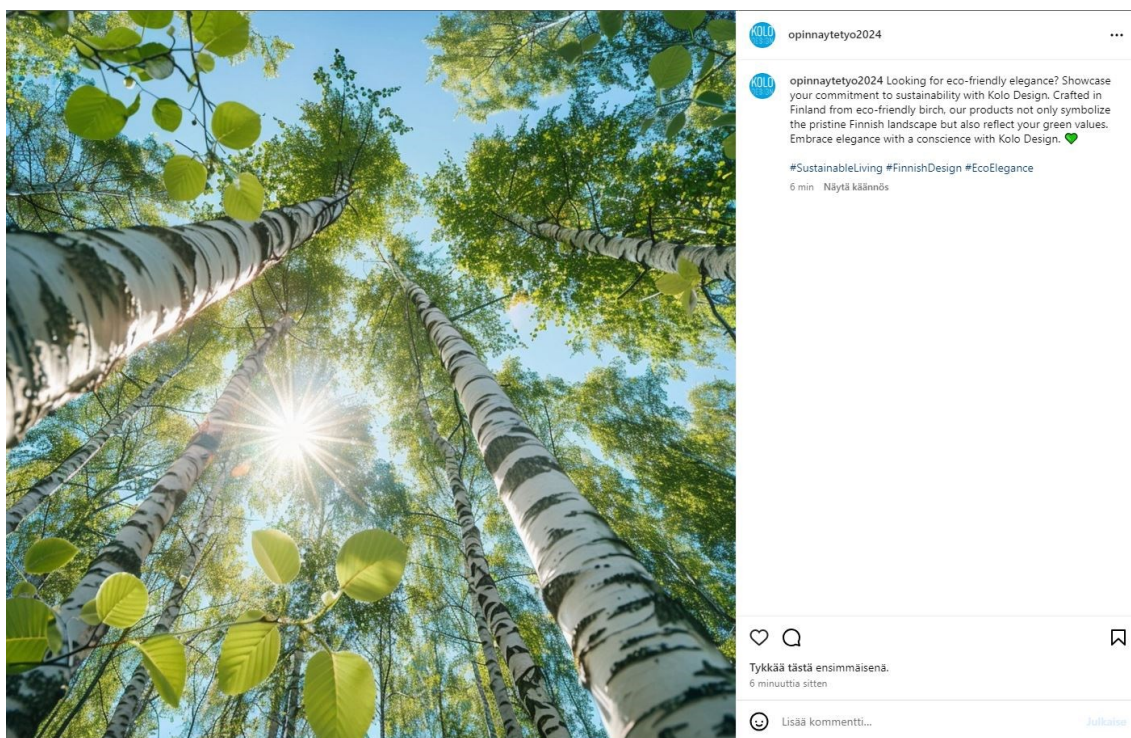 KOLO
opinnaytetyo2024
KOLO
opinnaytetyo2024 Looking for eco-friendly elegance? Showcase
your commitment to sustainability with Kolo Design. Crafted in
Finland from eco-friendly birch, our products not only symbolize
the pristine Finnish landscape but also reflect your green values.
Embrace elegance with a conscience with Kolo Design.
#SustainableLiving #FinnishDesign #EcoElegance
6 min Näytä käännös
Tykkää tästä ensimmäisenä.
6 minuuttia sitten
Lisää kommentti...
Julkaise